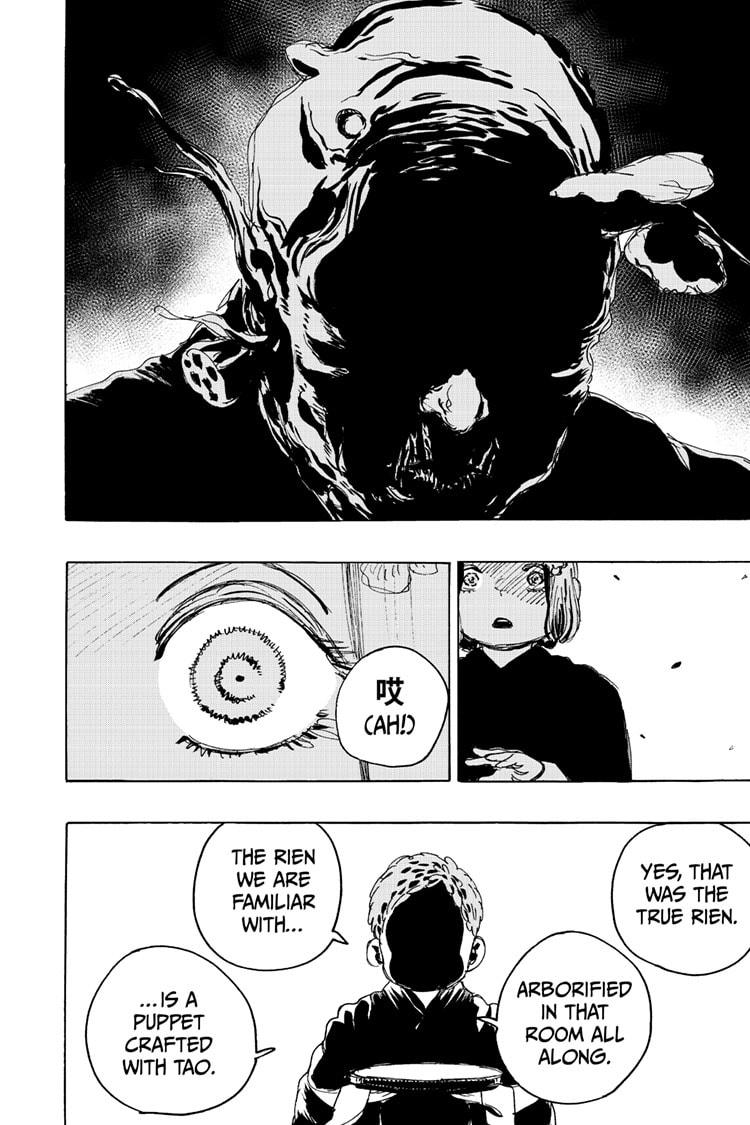 哎
(AH!)
YES, THAT
WAS THE
TRUE RIEN.
ARBORIFIED
IN THAT
ROOM ALL
ALONG.
THE RIEN
WE ARE
FAMILIAR
WITH...
...IS A
PUPPET
CRAFTED
WITH TAO.